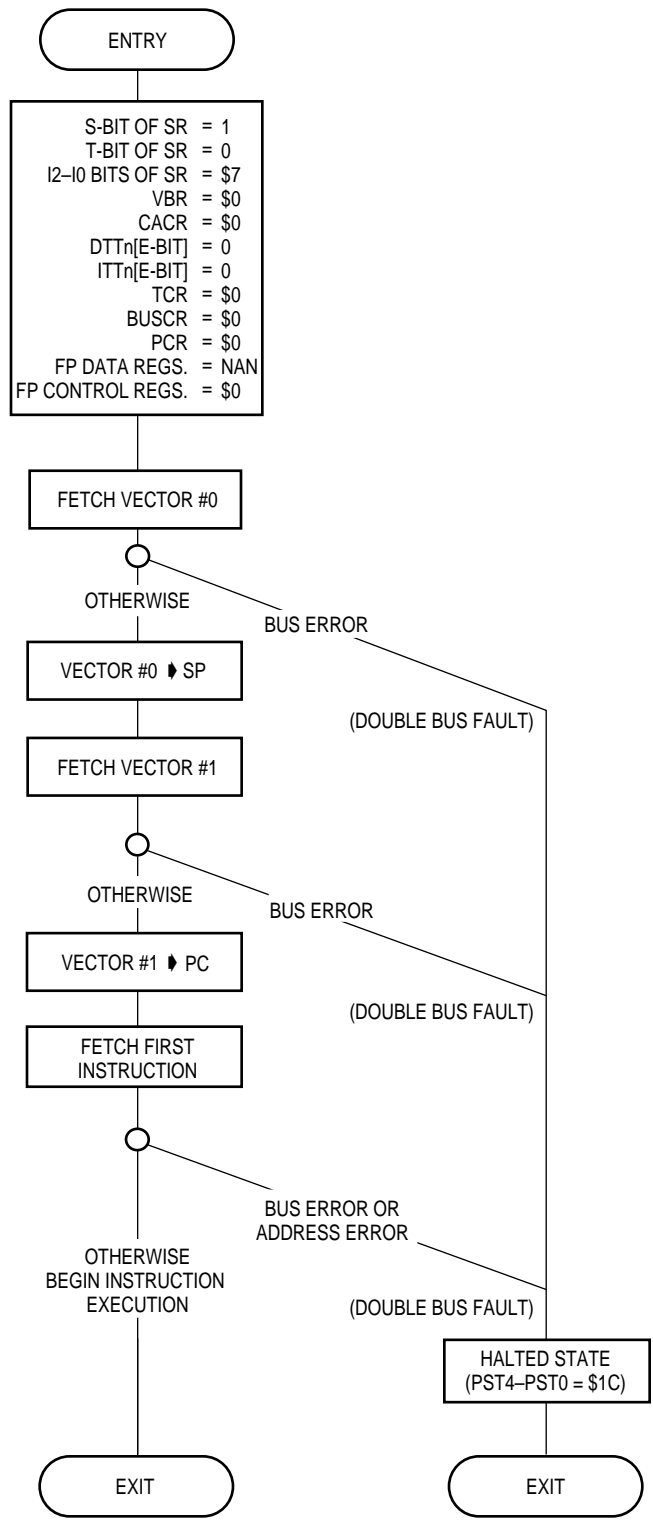 ENTRY
S-BIT OF SR = 1
T-BIT OF SR = 0
I2–I0 BITS OF SR = $7
VBR = $0
CACR = $0
DTTn[E-BIT] = 0
ITTn[E-BIT] = 0
TCR = $0
BUSCR = $0
PCR = $0
FP DATA REGS. = NAN
FP CONTROL REGS. = $0
FETCH VECTOR #0
OTHERWISE
BUS ERROR
VECTOR #0 ➧ SP
(DOUBLE BUS FAULT)
FETCH VECTOR #1
OTHERWISE
BUS ERROR
VECTOR #1 ➧ PC
(DOUBLE BUS FAULT)
FETCH FIRST
INSTRUCTION
BUS ERROR OR
ADDRESS ERROR
OTHERWISE
BEGIN INSTRUCTION
EXECUTION
(DOUBLE BUS FAULT)
HALTED STATE
(PST4–PST0 = $1C)
EXIT
EXIT